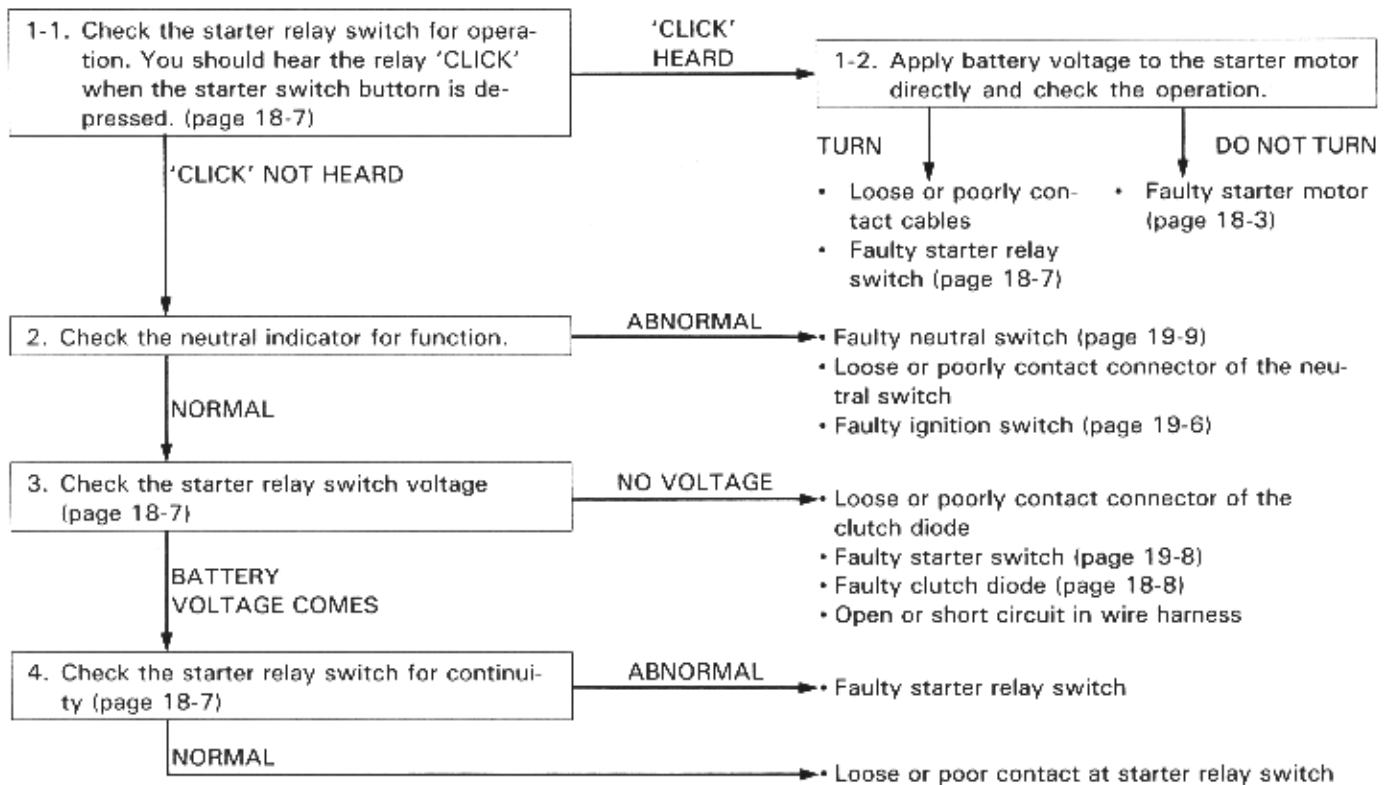 1-1. Check the starter relay switch for opera-
tion. You should hear the relay 'CLICK'
when the starter switch buttorn is de-
pressed. (page 18-7)
'CLICK'
HEARD
1-2. Apply battery voltage to the starter motor
directly and check the operation.
TURN
DO NOT TURN
'CLICK' NOT HEARD
• Loose or poorly con-
tact cables
• Faulty starter relay
switch (page 18-7)
• Faulty starter motor
(page 18-3)
2. Check the neutral indicator for function.
ABNORMAL
• Faulty neutral switch (page 19-9)
• Loose or poorly contact connector of the neu-
tral switch
• Faulty ignition switch (page 19-6)
NORMAL
3. Check the starter relay switch voltage
(page 18-7)
NO VOLTAGE
• Loose or poorly contact connector of the
clutch diode
• Faulty starter switch (page 19-8)
• Faulty clutch diode (page 18-8)
• Open or short circuit in wire harness
BATTERY
VOLTAGE COMES
4. Check the starter relay switch for continui-
ty (page 18-7)
ABNORMAL
• Faulty starter relay switch
NORMAL
• Loose or poor contact at starter relay switch